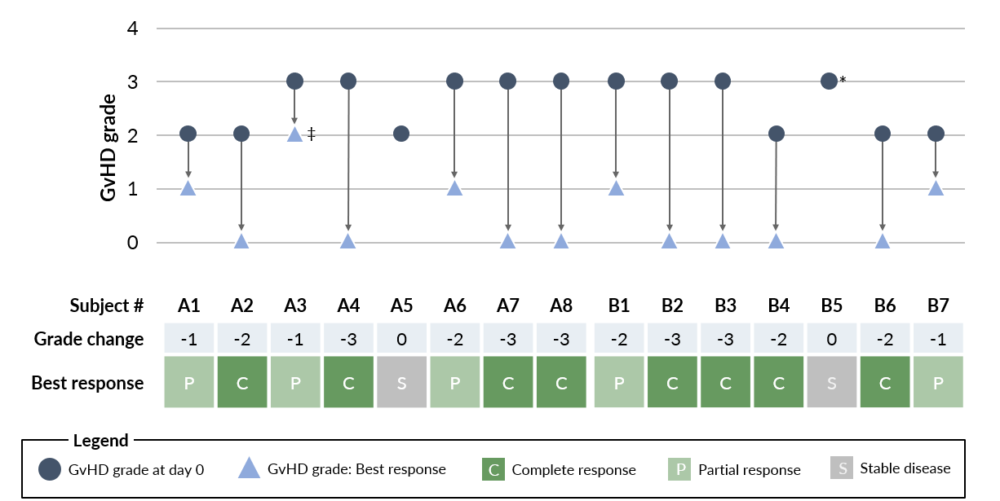 4
3
*
GvHD grade
2
‡
1
0
Subject # A1 A2 A3 A4 A5 A6 A7 A8 B1 B2 B3 B4 B5 B6 B7
Grade change -1 -2 -1 -3 0 -2 -3 -3 -2 -3 -3 -2 0 -2 -1
Best response P C P C S P C C P C C C S C P
Legend
GvHD grade at day 0 GvHD grade: Best response C Complete response P Partial response S Stable disease